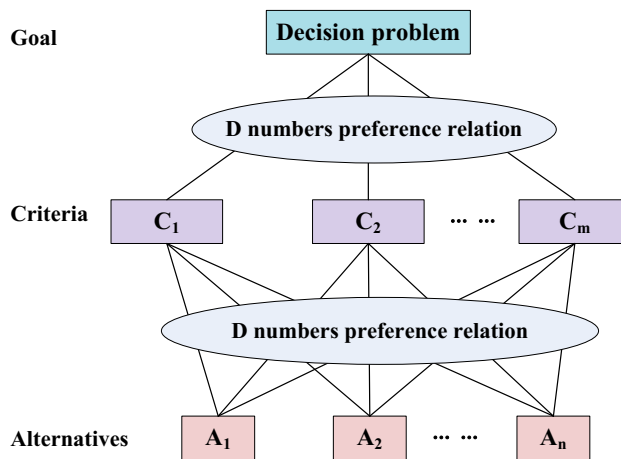 Goal
Decision problem
D numbers preference relation
Criteria
C₁
C₂
... ...
Cₘ
D numbers preference relation
Alternatives
A₁
A₂
... ...
Aₙ